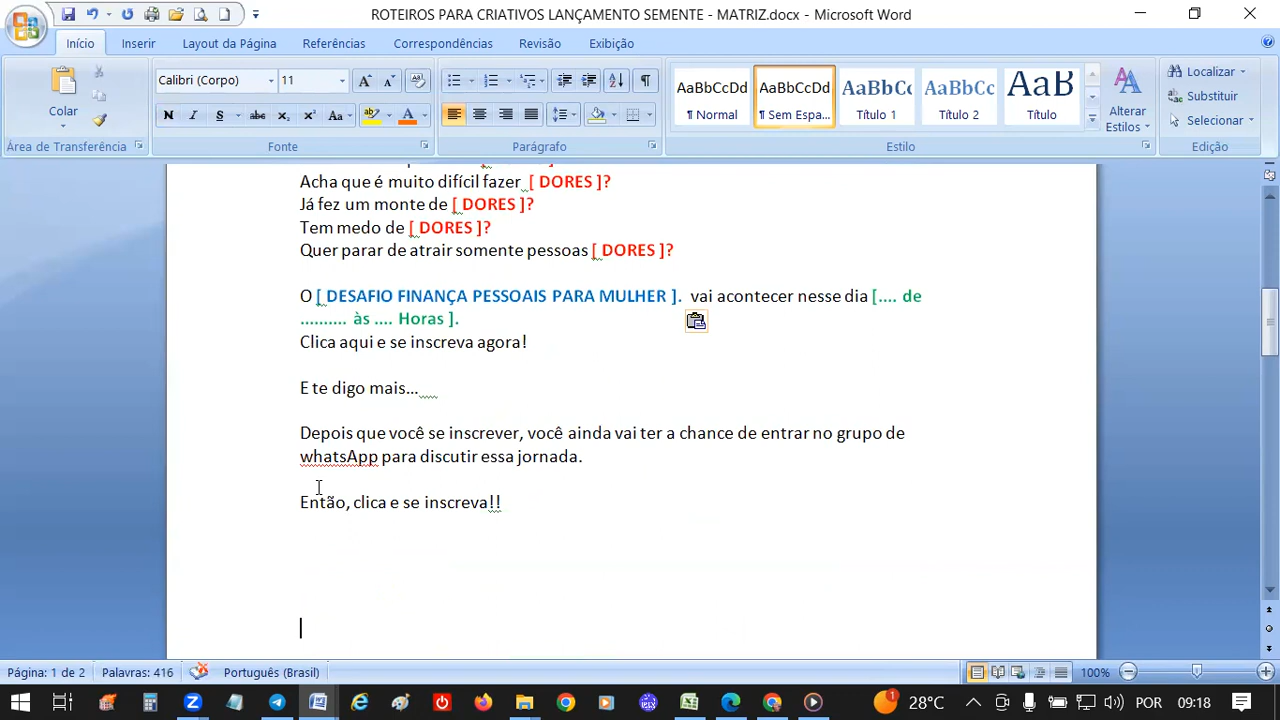 ROTEIROS PARA CRIATIVOS LANÇAMENTO SEMENTE - MATRIZ.docx - Microsoft Word
Início Inserir Layout da Página Referências Correspondências Revisão Exibição
Calibri (Corpo) 11
Colar
N I S abe x₂ x² Aa
AaBbCcDd AaBbCcDd AaBbCc AaBbCc AaB
¶ Normal ¶ Sem Espa... Título 1 Título 2 Título
Alterar Estilos
Localizar
Substituir
Selecionar
Área de Transferência Fonte Parágrafo Estilo Edição
Acha que é muito difícil fazer [ DORES ]?
Já fez um monte de [ DORES ]?
Tem medo de [ DORES ]?
Quer parar de atrair somente pessoas [ DORES ]?
O [ DESAFIO FINANÇA PESSOAIS PARA MULHER ]. vai acontecer nesse dia [.... de
.......... às .... Horas ].
Clica aqui e se inscreva agora!
E te digo mais...
Depois que você se inscrever, você ainda vai ter a chance de entrar no grupo de
whatsApp para discutir essa jornada.
Então, clica e se inscreva!!
Página: 1 de 2 Palavras: 416 Português (Brasil) 100%
1 28°C POR 09:18